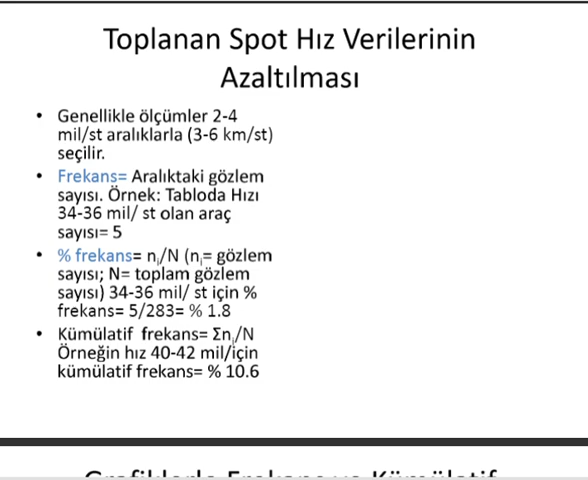 Toplanan Spot Hız Verilerinin
Azaltılması
• Genellikle ölçümler 2-4
mil/st aralıklarla (3-6 km/st)
seçilir.
• Frekans= Aralıktaki gözlem
sayısı. Örnek: Tabloda Hızı
34-36 mil/ st olan araç
sayısı= 5
• % frekans= ni/N (ni= gözlem
sayısı; N= toplam gözlem
sayısı) 34-36 mil/ st için %
frekans= 5/283= % 1.8
• Kümülatif frekans= Σni/N
Örneğin hız 40-42 mil/için
kümülatif frekans= % 10.6
Grafiklerle Frekans ve Kümülatif